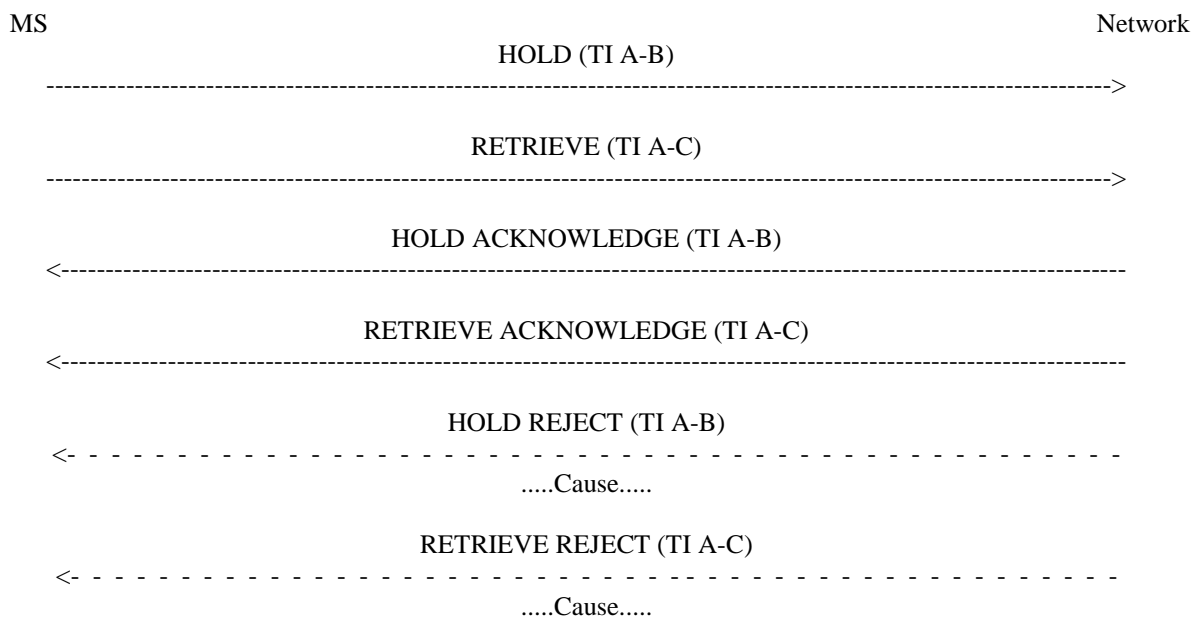 MS Network
HOLD (TI A-B)
------------------------------------------------------------------------------------------------------------------------>
RETRIEVE (TI A-C)
------------------------------------------------------------------------------------------------------------------------>
HOLD ACKNOWLEDGE (TI A-B)
<------------------------------------------------------------------------------------------------------------------------
RETRIEVE ACKNOWLEDGE (TI A-C)
<------------------------------------------------------------------------------------------------------------------------
HOLD REJECT (TI A-B)
<- - - - - - - - - - - - - - - - - - - - - - - - - - - - - - - - - - - - - - - - - - - - - - - - - - - -
.....Cause.....
RETRIEVE REJECT (TI A-C)
<- - - - - - - - - - - - - - - - - - - - - - - - - - - - - -- - - - - - - - - - - - - - - - - - - - - -
.....Cause.....